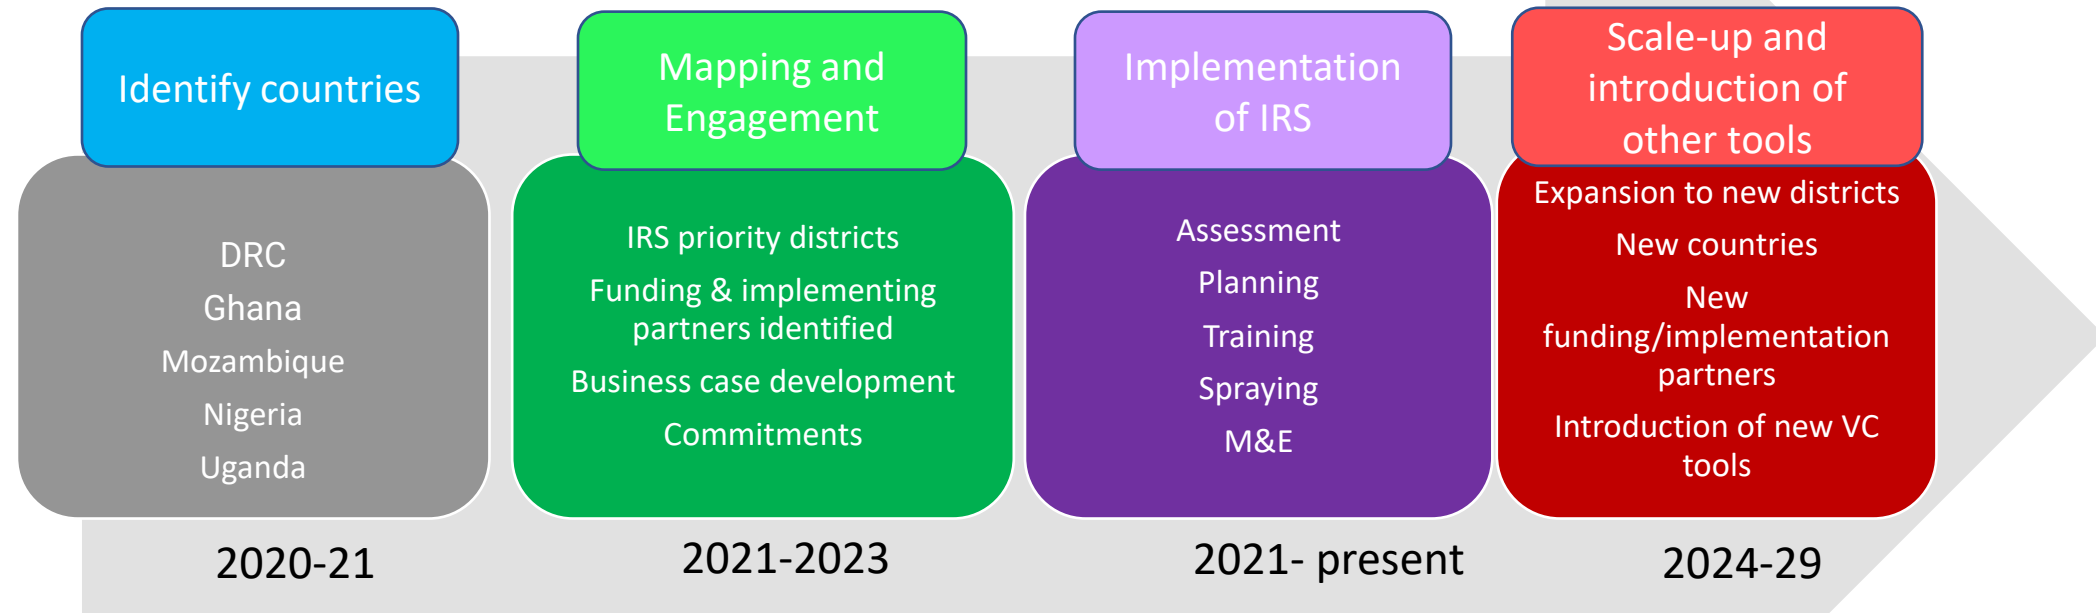 Identify countries
DRC
Ghana
Mozambique
Nigeria
Uganda
2020-21
Mapping and
Engagement
IRS priority districts
Funding & implementing
partners identified
Business case development
Commitments
2021-2023
Implementation
of IRS
Assessment
Planning
Training
Spraying
M&E
2021- present
Scale-up and
introduction of
other tools
Expansion to new districts
New countries
New
funding/implementation
partners
Introduction of new VC
tools
2024-29